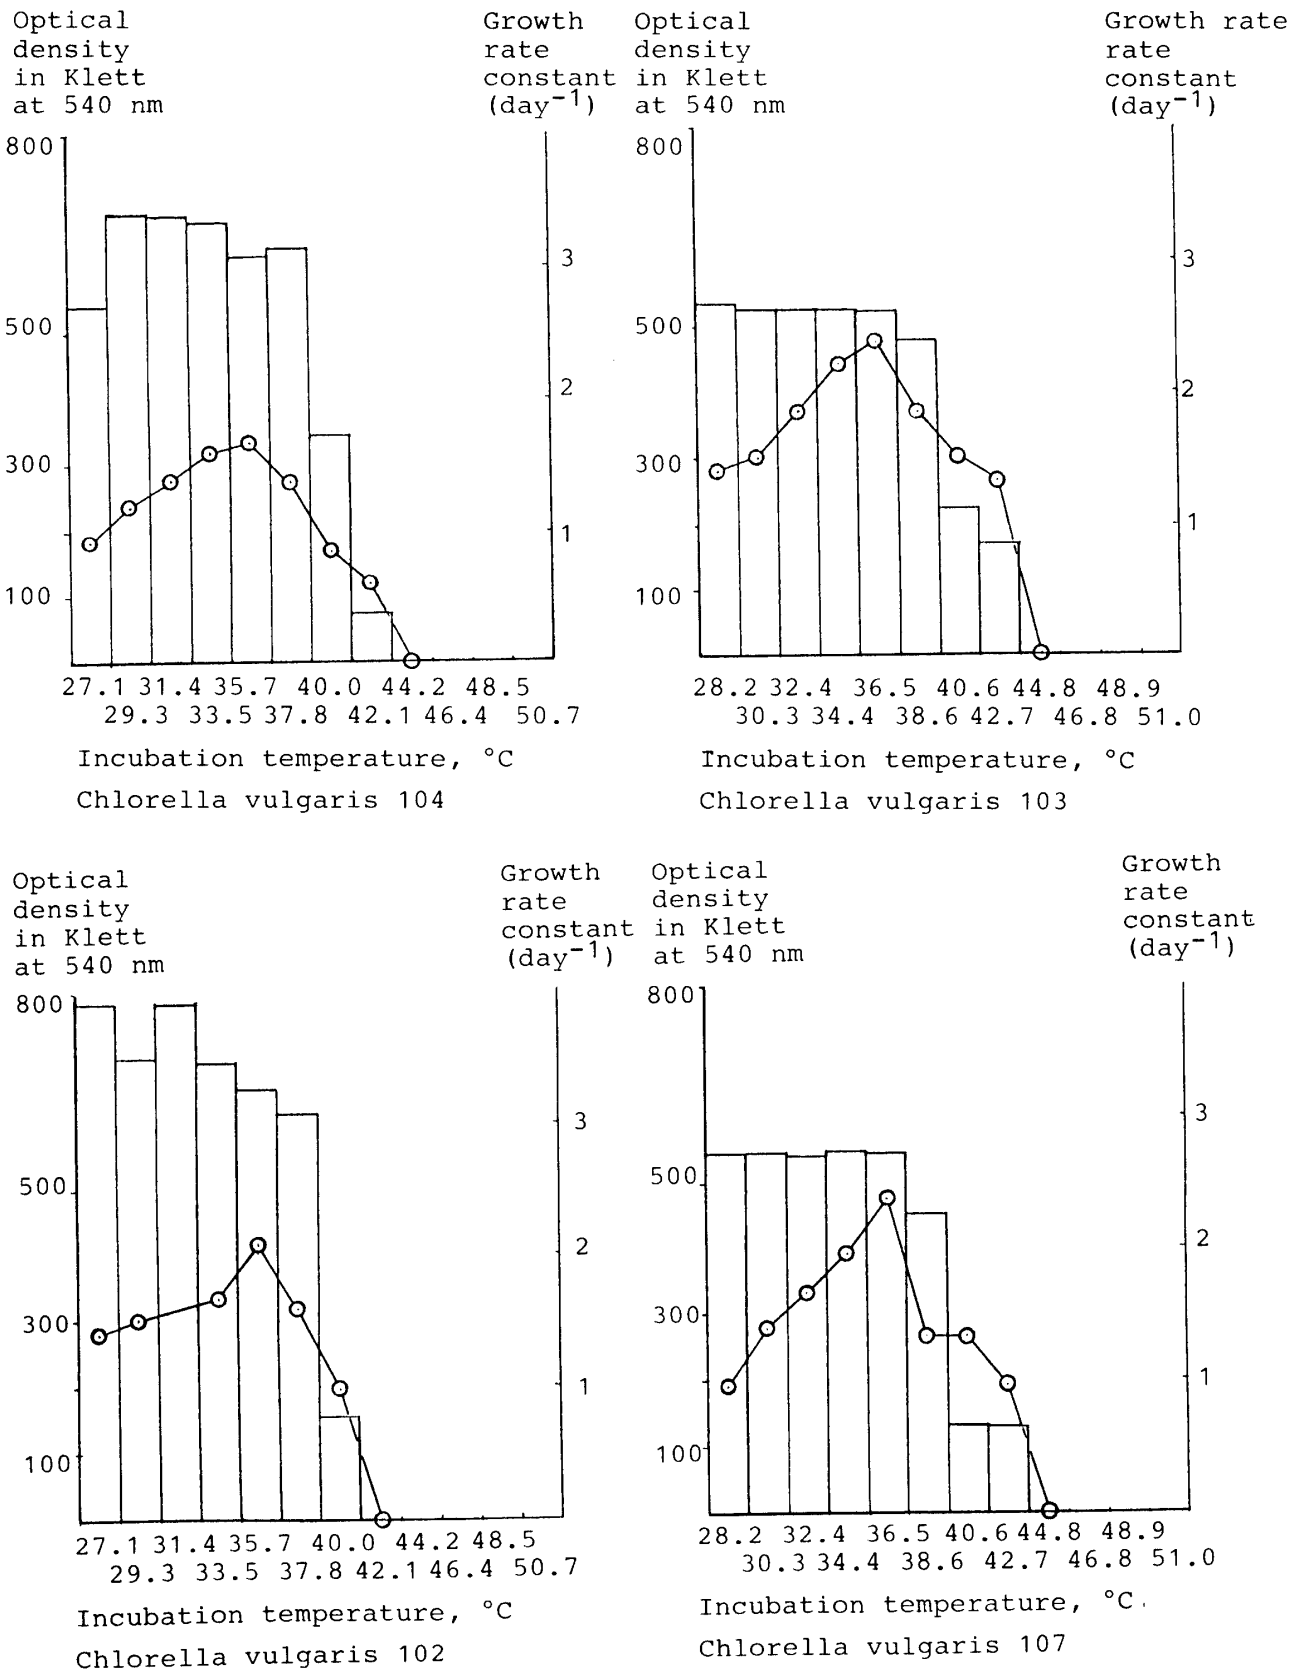 Optical
density
in Klett
at 540 nm
Growth
rate
constant
(day⁻¹)
800
500
300
100
3
2
1
27.1 31.4 35.7 40.0 44.2 48.5
29.3 33.5 37.8 42.1 46.4 50.7
Incubation temperature, °C
Chlorella vulgaris 104
Optical
density
in Klett
at 540 nm
Growth rate
rate
constant
(day⁻¹)
800
500
300
100
3
2
1
28.2 32.4 36.5 40.6 44.8 48.9
30.3 34.4 38.6 42.7 46.8 51.0
Incubation temperature, °C
Chlorella vulgaris 103
Optical
density
in Klett
at 540 nm
Growth
rate
constant
(day⁻¹)
800
500
300
100
3
2
1
27.1 31.4 35.7 40.0 44.2 48.5
29.3 33.5 37.8 42.1 46.4 50.7
Incubation temperature, °C
Chlorella vulgaris 102
Optical
density
in Klett
at 540 nm
Growth
rate
constant
(day⁻¹)
800
500
300
100
3
2
1
28.2 32.4 36.5 40.6 44.8 48.9
30.3 34.4 38.6 42.7 46.8 51.0
Incubation temperature, °C
Chlorella vulgaris 107